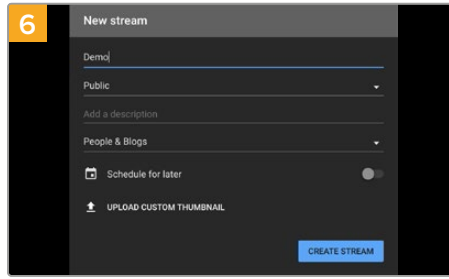 6
New stream
Demo
Public
Add a description
People & Blogs
Schedule for later
UPLOAD CUSTOM THUMBNAIL
CREATE STREAM